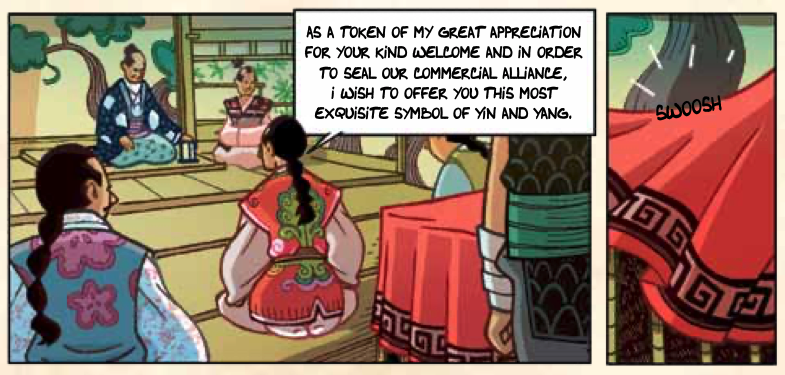 AS A TOKEN OF MY GREAT APPRECIATION
FOR YOUR KIND WELCOME AND IN ORDER
TO SEAL OUR COMMERCIAL ALLIANCE,
I WISH TO OFFER YOU THIS MOST
EXQUISITE SYMBOL OF YIN AND YANG.
SWOOSH